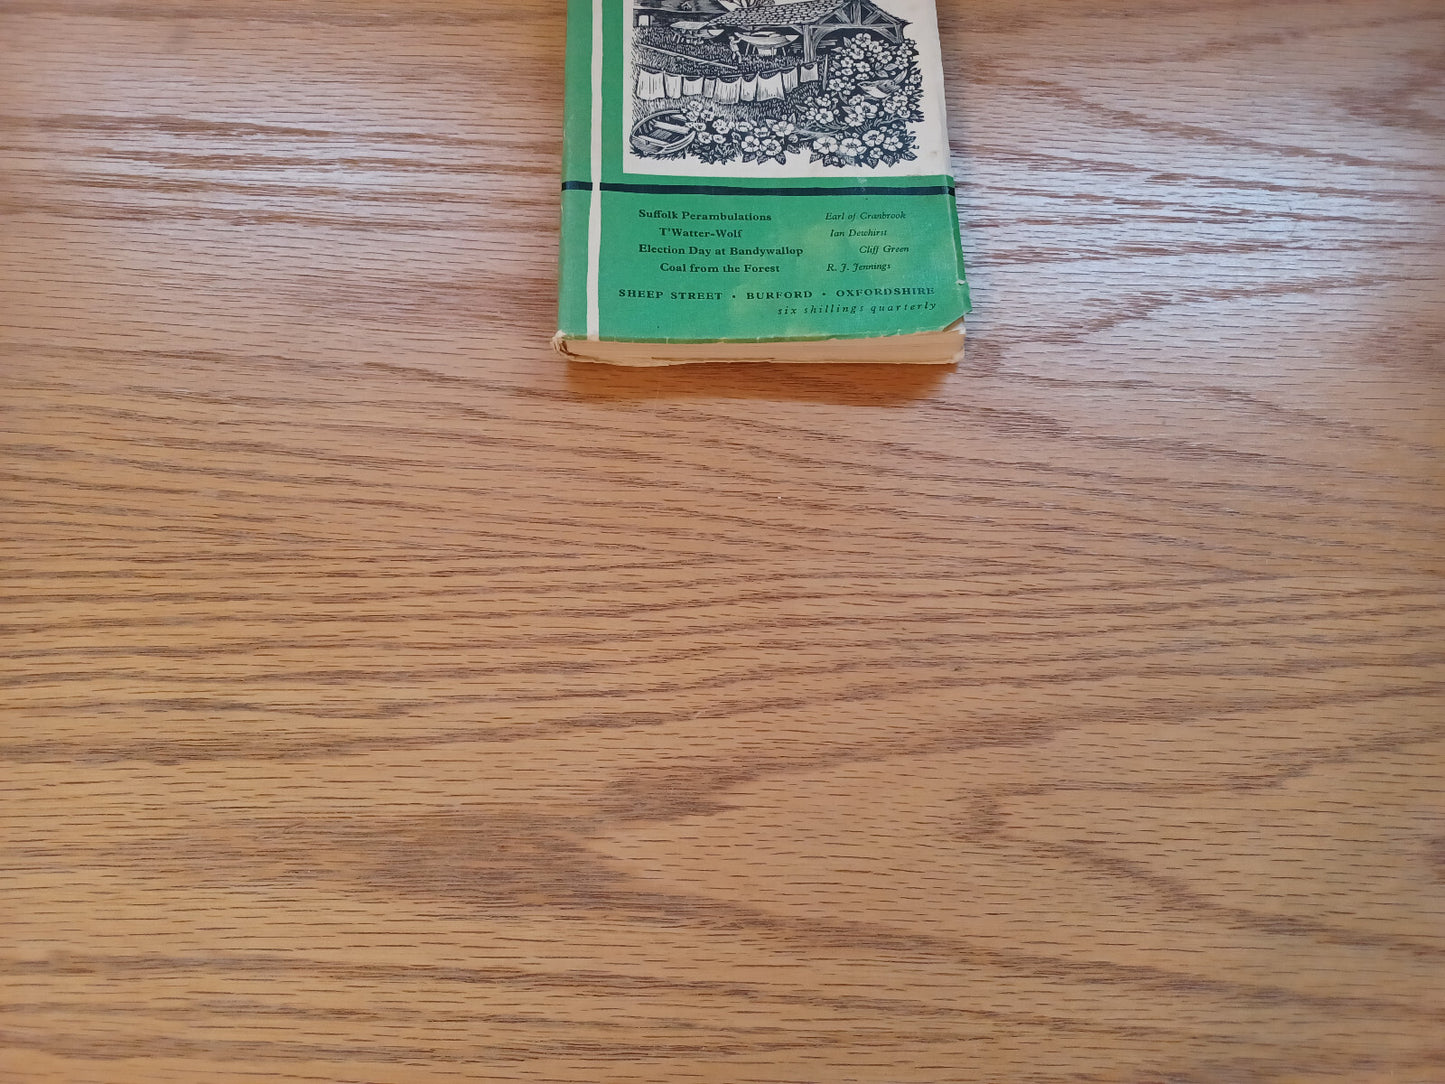 Suffolk Perambulations Earl of Cranbrook
T'Watter-Wolf Ian Dewhirst
Election Day at Bandywallop Cliff Green
Coal from the Forest R. J. Jennings
SHEEP STREET · BURFORD · OXFORDSHIRE
six shillings quarterly